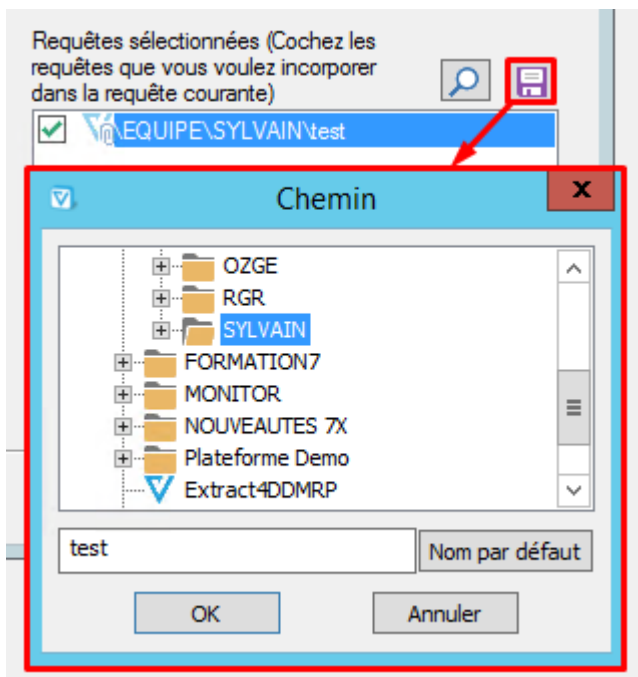 Requêtes sélectionnées (Cochez les
requêtes que vous voulez incorporer
dans la requête courante)
\EQUIPE\SYLVAIN\test
Chemin
x
OZGE
RGR
SYLVAIN
FORMATION7
MONITOR
NOUVEAUTES 7X
Plateforme Demo
Extract4DDMRP
test
Nom par défaut
OK
Annuler